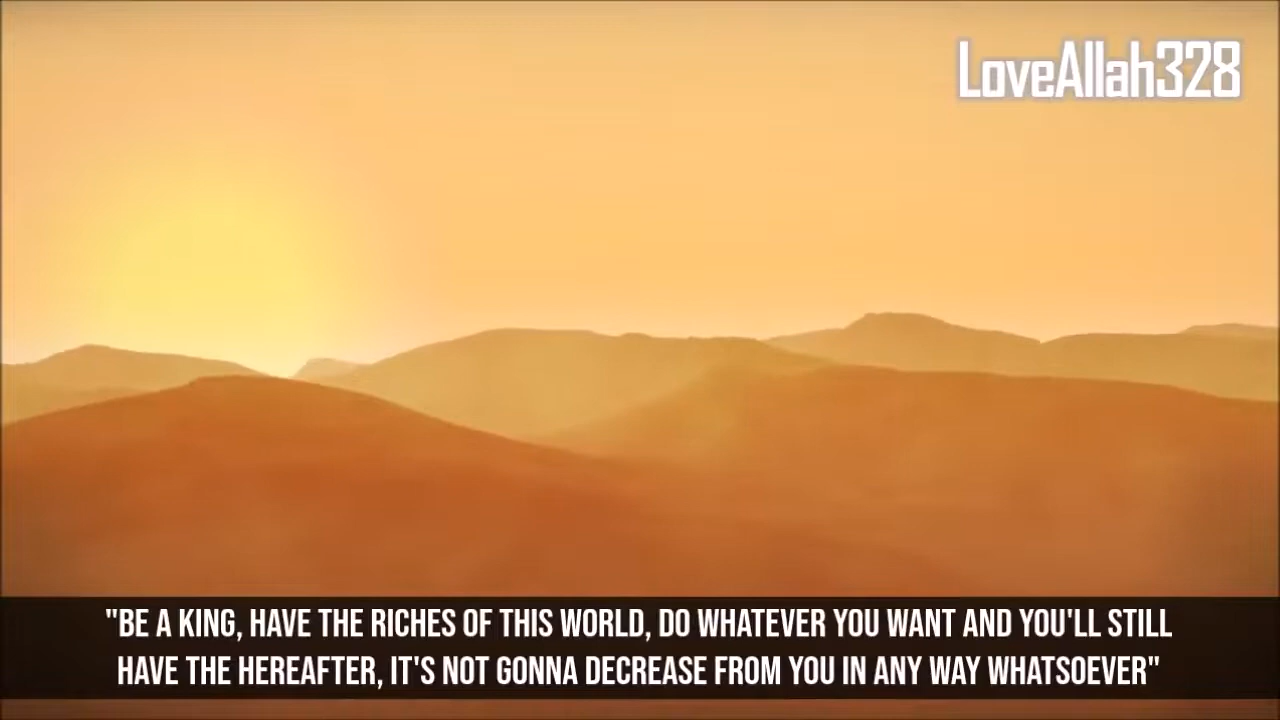 LoveAllah328
"BE A KING, HAVE THE RICHES OF THIS WORLD, DO WHATEVER YOU WANT AND YOU'LL STILL
HAVE THE HEREAFTER, IT'S NOT GONNA DECREASE FROM YOU IN ANY WAY WHATSOEVER"